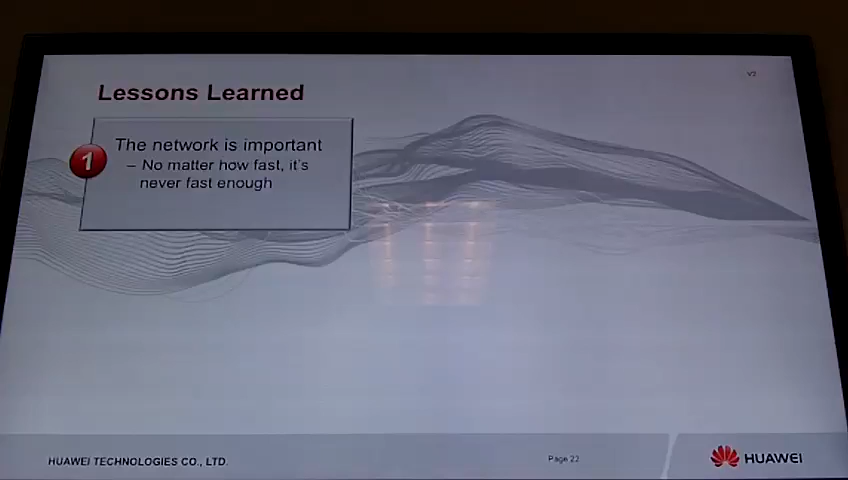 V2
Lessons Learned
1
The network is important
– No matter how fast, it's
never fast enough
HUAWEI TECHNOLOGIES CO., LTD.
Page 22
HUAWEI